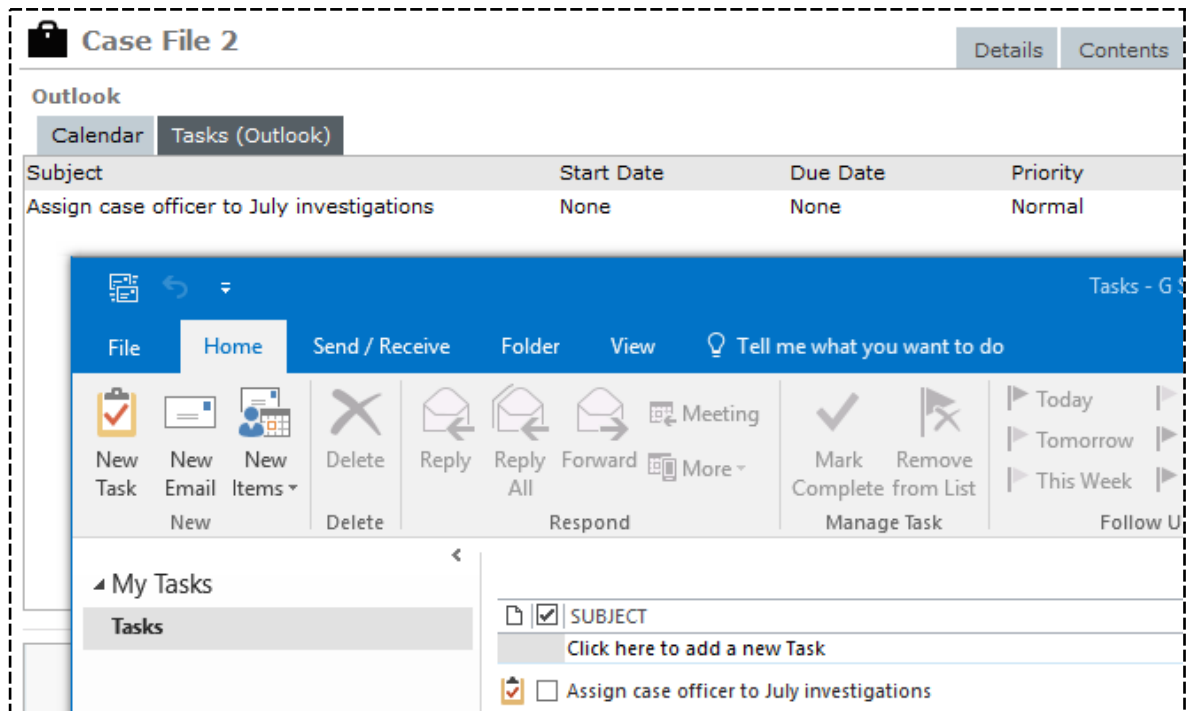 Case File 2
Details Contents
Outlook
Calendar Tasks (Outlook)
Subject Start Date Due Date Priority
Assign case officer to July investigations None None Normal
Tasks - G
File Home Send / Receive Folder View Tell me what you want to do
New Task
New Email
New Items
Delete
Reply
Reply All
Forward
Meeting
More
Mark Complete
Remove from List
Today
Tomorrow
This Week
New Delete Respond Manage Task Follow U
My Tasks
Tasks
SUBJECT
Click here to add a new Task
Assign case officer to July investigations